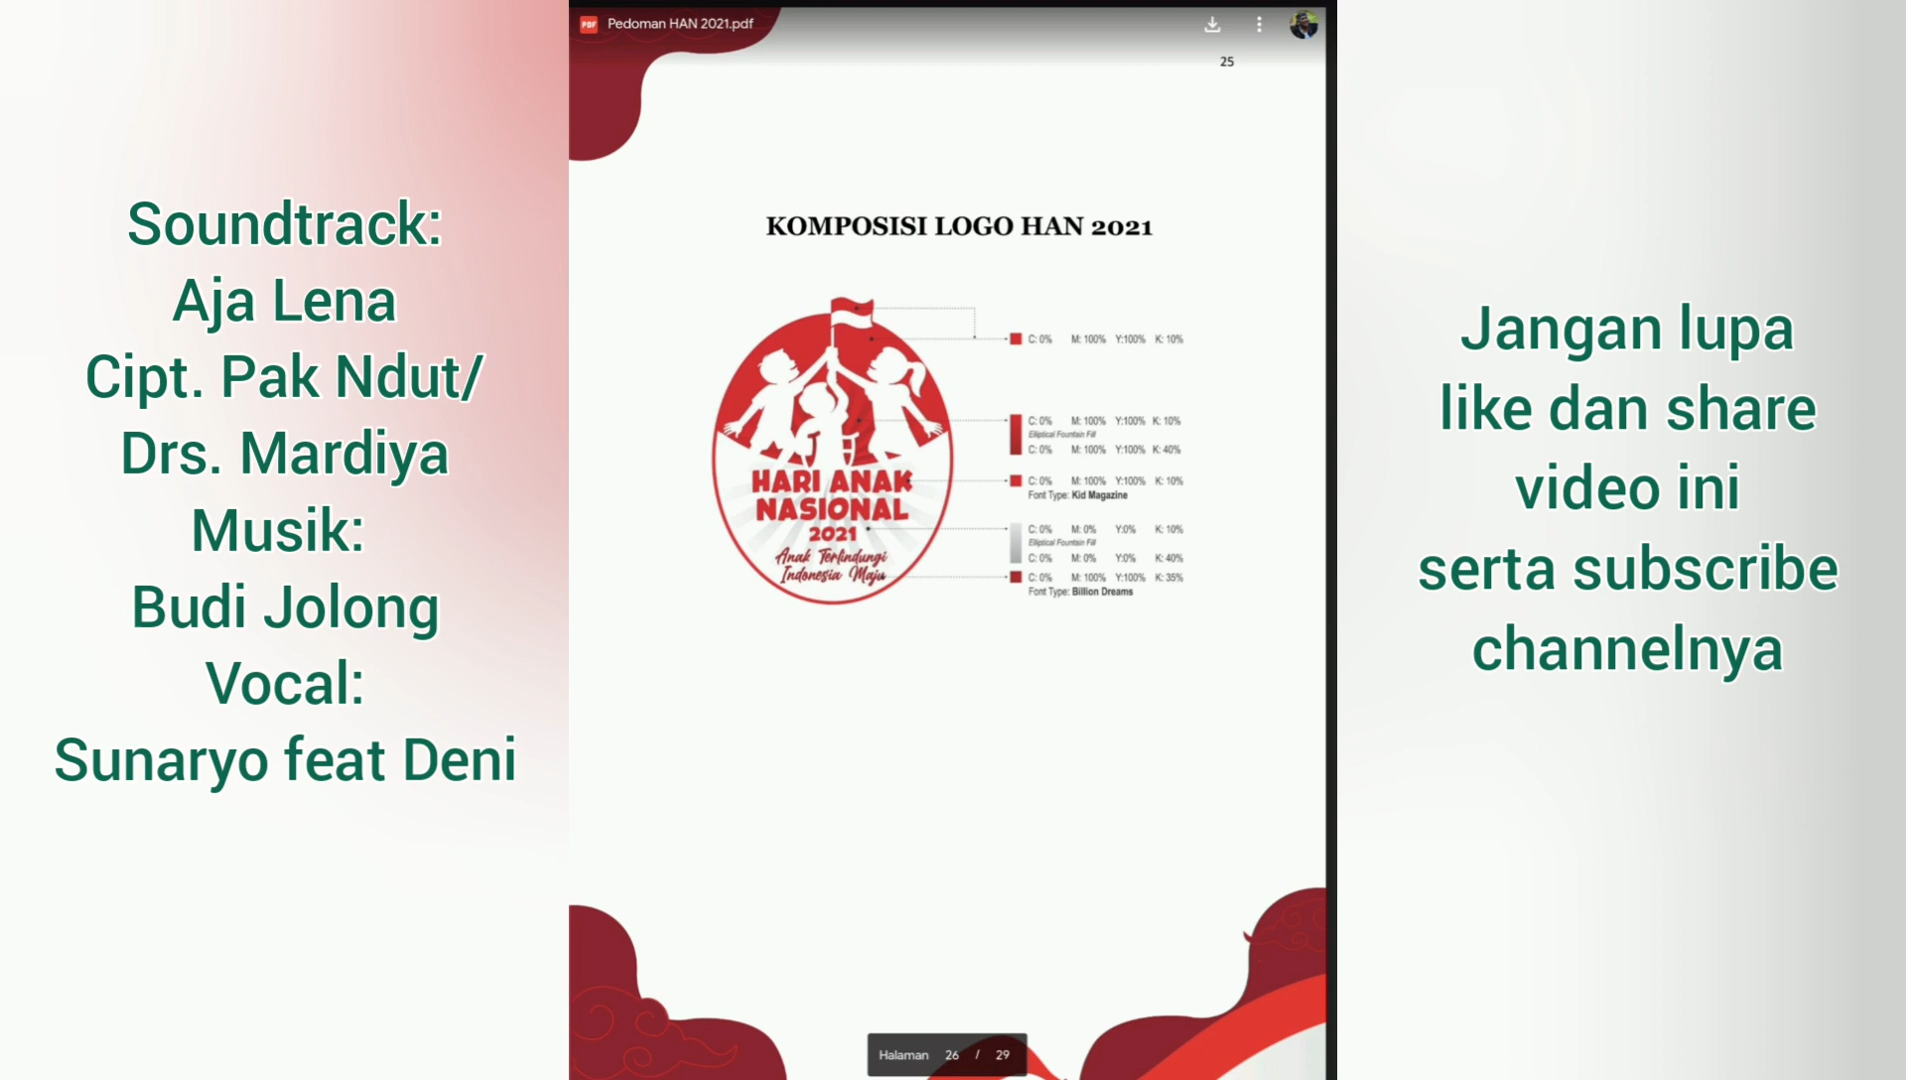 Soundtrack:
Aja Lena
Cipt. Pak Ndut/
Drs. Mardiya
Musik:
Budi Jolong
Vocal:
Sunaryo feat Deni
PDF Pedoman HAN 2021.pdf
25
KOMPOSISI LOGO HAN 2021
HARI ANAK
NASIONAL
2021
Anak Terlindungi
Indonesia Maju
C: 0% M: 100% Y:100% K: 10%
C: 0% M: 100% Y:100% K: 10%
Elliptical Fountain Fill
C: 0% M: 100% Y:100% K: 40%
C: 0% M: 100% Y:100% K: 10%
Font Type: Kid Magazine
C: 0% M: 0% Y:0% K: 10%
Elliptical Fountain Fill
C: 0% M: 0% Y:0% K: 40%
C: 0% M: 100% Y:100% K: 35%
Font Type: Billion Dreams
Halaman 26 / 29
Jangan lupa
like dan share
video ini
serta subscribe
channelnya